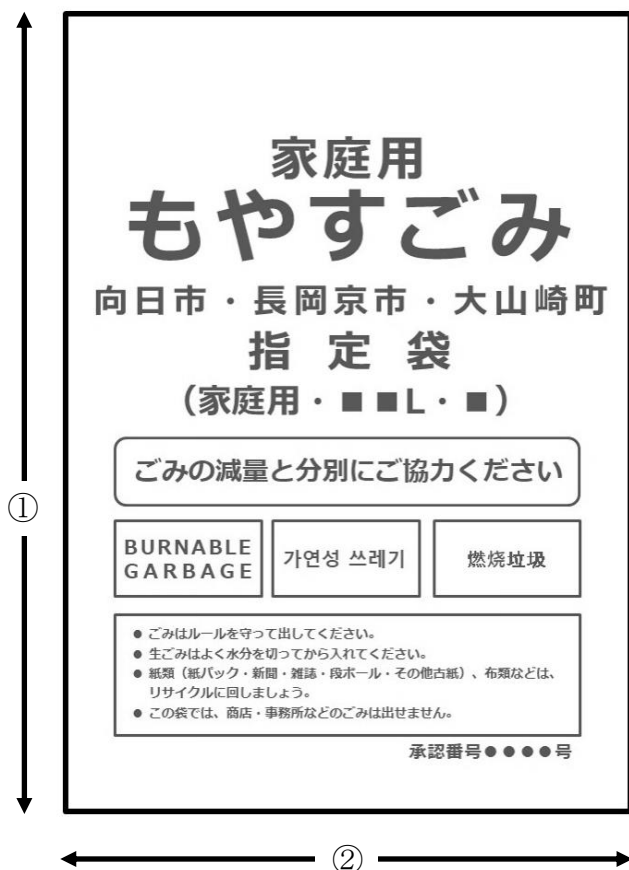 家庭用
もやすごみ
向日市・長岡京市・大山崎町
指 定 袋
（家庭用・■■L・■）
ごみの減量と分別にご協力ください
BURNABLE
GARBAGE
가연성 쓰레기
燃烧垃圾
● ごみはルールを守って出してください。
● 生ごみはよく水分を切ってから入れてください。
● 紙類（紙パック・新聞・雑誌・段ボール・その他古紙）、布類などは、
リサイクルに回しましょう。
● この袋では、商店・事務所などのごみは出せません。
承認番号●●●●号
①
②